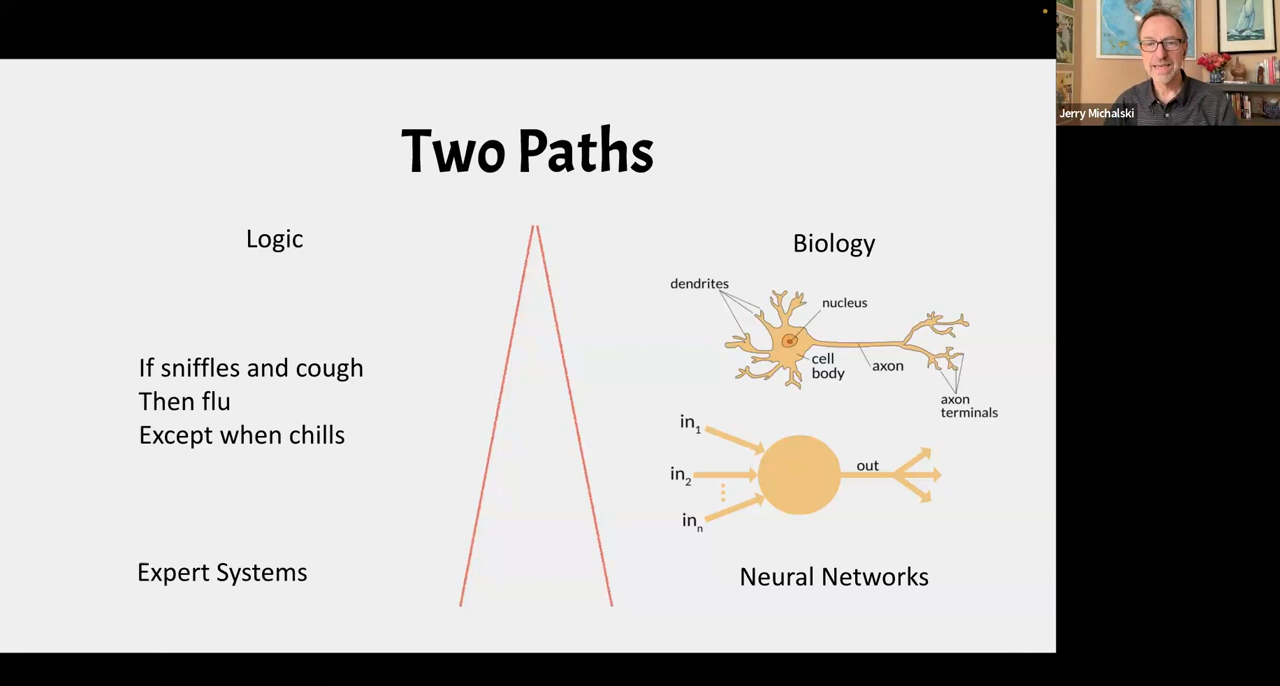 Two Paths
Logic
If sniffles and cough
Then flu
Except when chills
Expert Systems
Biology
dendrites
nucleus
cell
body
axon
axon
terminals
in1
in2
inn
out
Neural Networks
Jerry Michalski